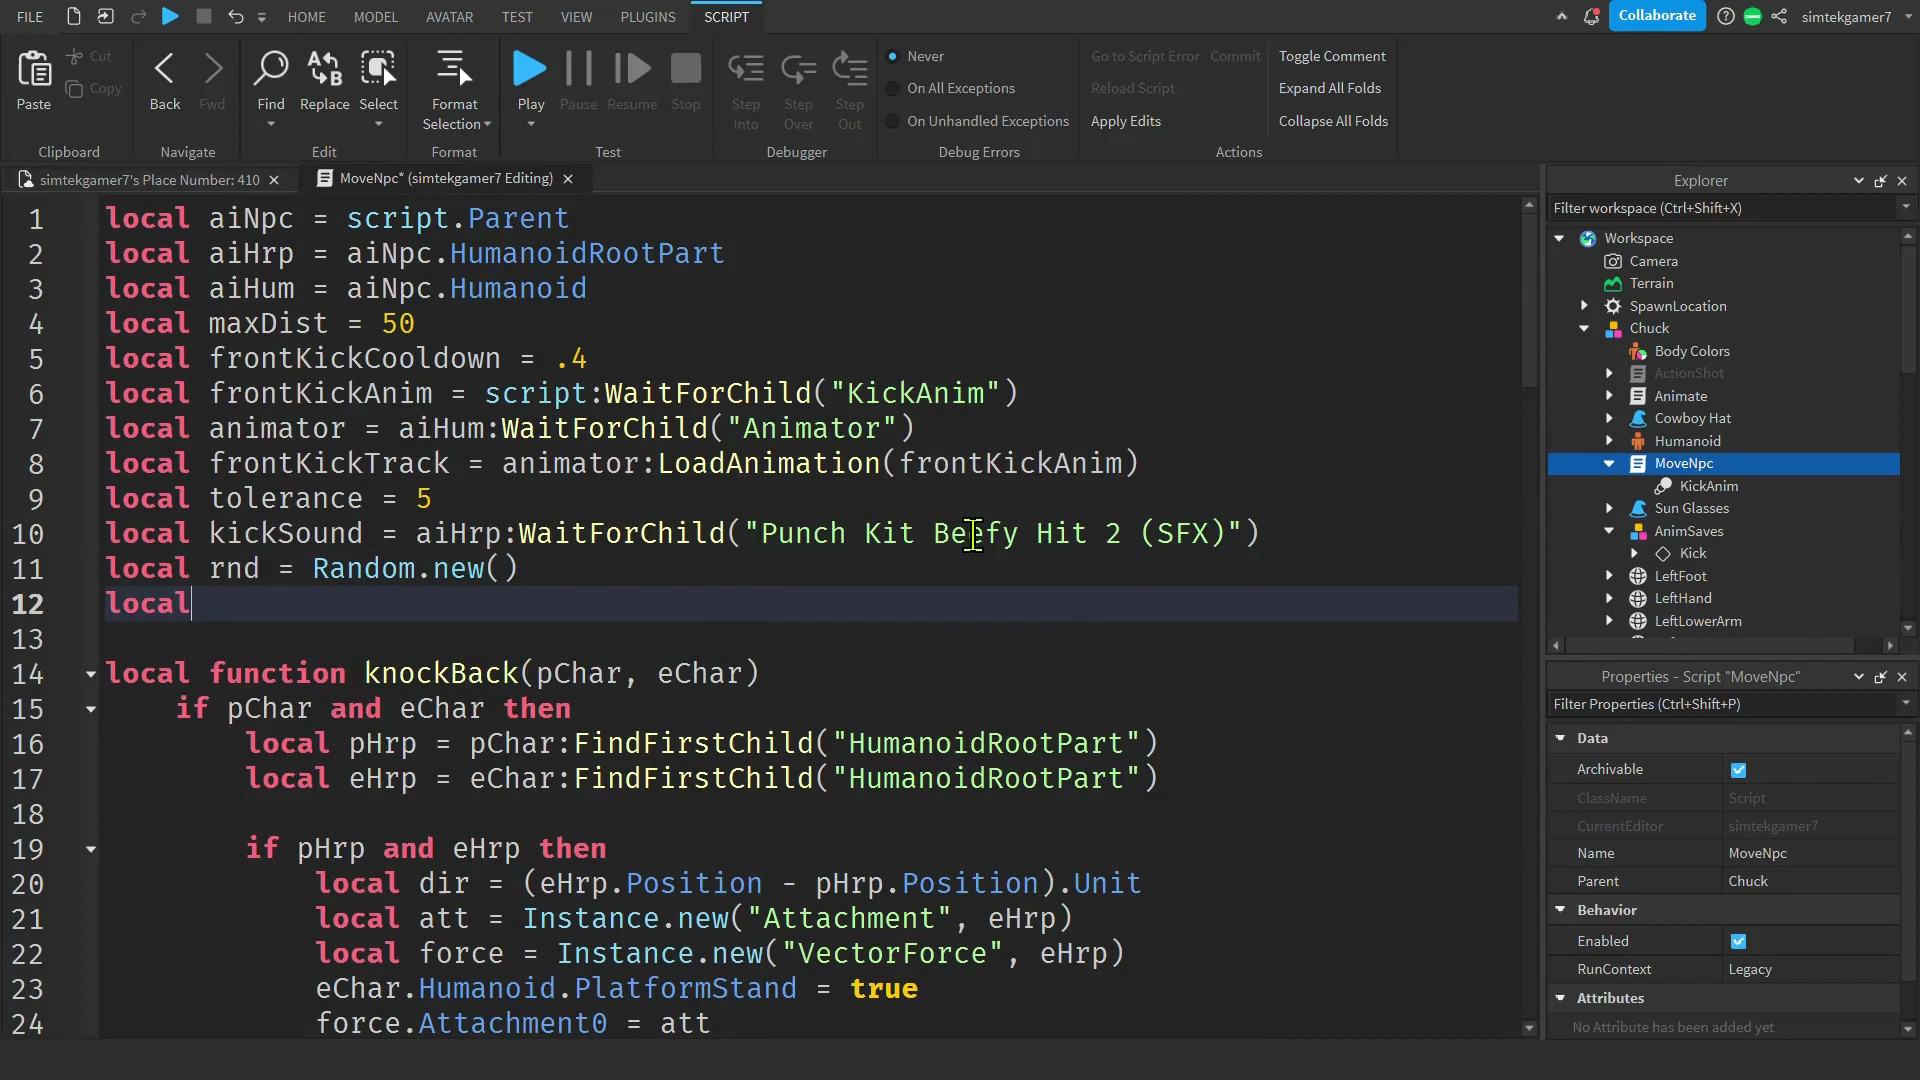 FILE HOME MODEL AVATAR TEST VIEW PLUGINS SCRIPT Collaborate simtekgamer7
Paste Cut Copy
Back Fwd
Find Replace Select
Format Selection
Play Pause Resume Stop
Step Into Step Over Step Out
Never
On All Exceptions
On Unhandled Exceptions
Go to Script Error Commit
Reload Script
Apply Edits
Toggle Comment
Expand All Folds
Collapse All Folds
Clipboard Navigate Edit Format Test Debugger Debug Errors Actions
simtekgamer7's Place Number: 410 MoveNpc* (simtekgamer7 Editing)
1 local aiNpc = script.Parent
2 local aiHrp = aiNpc.HumanoidRootPart
3 local aiHum = aiNpc.Humanoid
4 local maxDist = 50
5 local frontKickCooldown = .4
6 local frontKickAnim = script:WaitForChild("KickAnim")
7 local animator = aiHum:WaitForChild("Animator")
8 local frontKickTrack = animator:LoadAnimation(frontKickAnim)
9 local tolerance = 5
10 local kickSound = aiHrp:WaitForChild("Punch Kit Beefy Hit 2 (SFX)")
11 local rnd = Random.new()
12 local
13
14 local function knockBack(pChar, eChar)
15 if pChar and eChar then
16 local pHrp = pChar:FindFirstChild("HumanoidRootPart")
17 local eHrp = eChar:FindFirstChild("HumanoidRootPart")
18
19 if pHrp and eHrp then
20 local dir = (eHrp.Position - pHrp.Position).Unit
21 local att = Instance.new("Attachment", eHrp)
22 local force = Instance.new("VectorForce", eHrp)
23 eChar.Humanoid.PlatformStand = true
24 force.Attachment0 = att
Explorer
Filter workspace (Ctrl+Shift+X)
Workspace
Camera
Terrain
SpawnLocation
Chuck
Body Colors
ActionShot
Animate
Cowboy Hat
Humanoid
MoveNpc
KickAnim
Sun Glasses
AnimSaves
Kick
LeftFoot
LeftHand
LeftLowerArm
Properties - Script "MoveNpc"
Filter Properties (Ctrl+Shift+P)
Data
Archivable
ClassName Script
CurrentEditor simtekgamer7
Name MoveNpc
Parent Chuck
Behavior
Enabled
RunContext Legacy
Attributes
No Attribute has been added yet